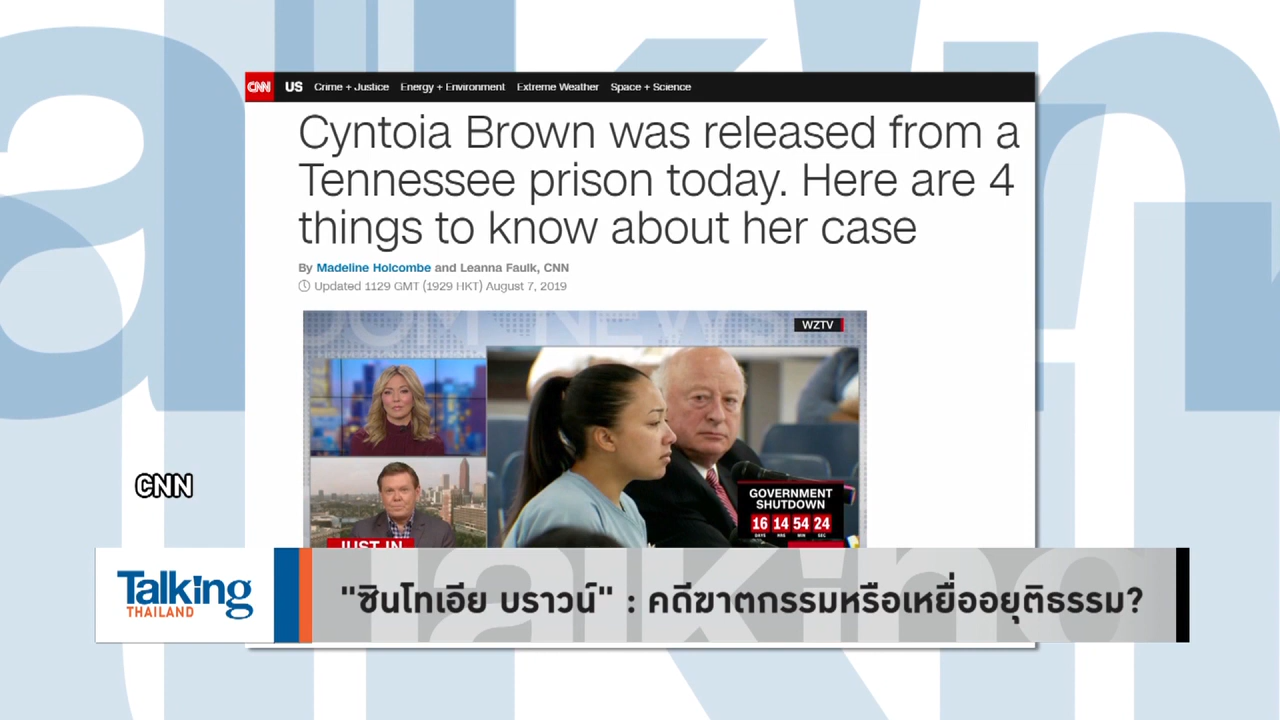 CNN US Crime + Justice Energy + Environment Extreme Weather Space + Science
Cyntoia Brown was released from a
Tennessee prison today. Here are 4
things to know about her case
By Madeline Holcombe and Leanna Faulk, CNN
Updated 1129 GMT (1929 HKT) August 7, 2019
WZTV
GOVERNMENT
SHUTDOWN
16 14 54 24
DAYS HRS MIN SEC
JUST IN
CNN
Talking
THAILAND
"ซินโทเอีย บราวน์" : คดีฆาตกรรมหรือเหยื่ออยุติธรรม?